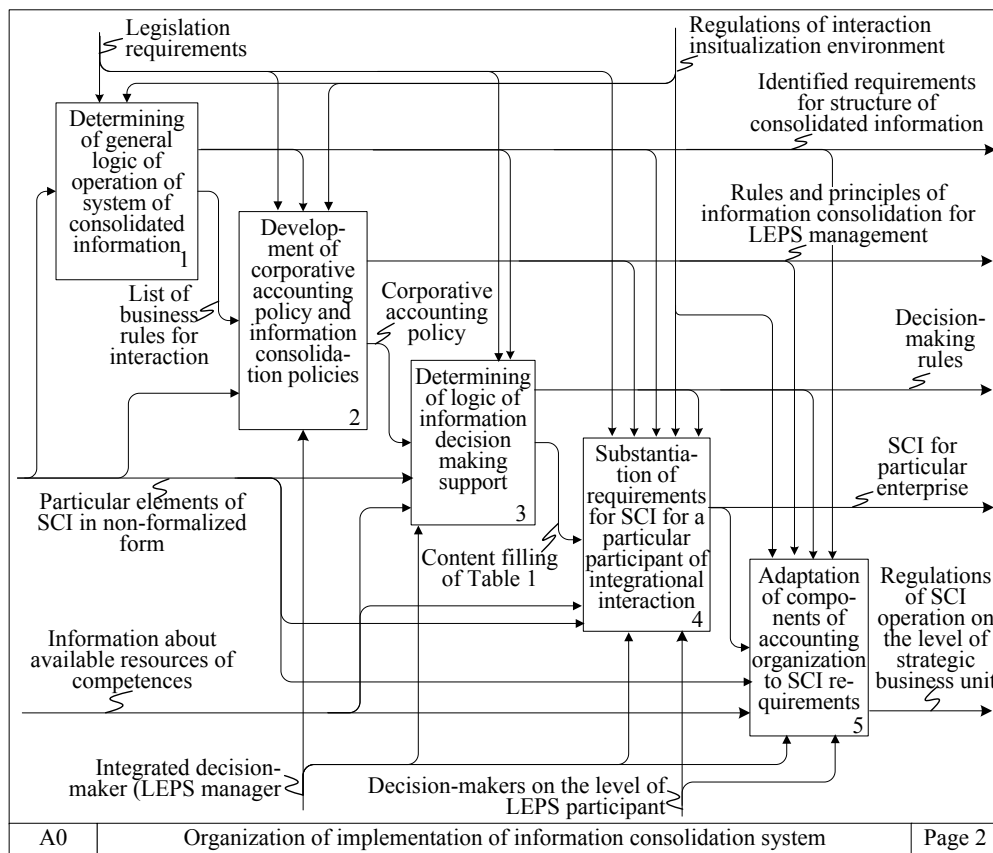 Legislation
requirements
Regulations of interaction
insitualization environment
Identified requirements
for structure of
consolidated information
Determining
of general
logic of
operation of
system of
consolidated
information
1
Rules and principles of
information consolidation for
LEPS management
Develop-
ment of
corporative
accounting
policy and
information
consolida-
tion policies
2
List of
business
rules for
interaction
Corporative
accounting
policy
Decision-
making
rules
Determining
of logic of
information
decision
making
support
3
Substantia-
tion of
requirements
for SCI for a
particular
participant of
integrational
interaction
4
SCI for
particular
enterprise
Particular elements of
SCI in non-formalized
form
Content filling
of Table 1
Adaptation
of compo-
nents of
accounting
organization
to SCI re-
quirements
5
Regulations
of SCI
operation on
the level of
strategic
business unit
Information about
available resources of
competences
Integrated decision-
maker (LEPS manager
Decision-makers on the level of
LEPS participant
A0
Organization of implementation of information consolidation system
Page 2